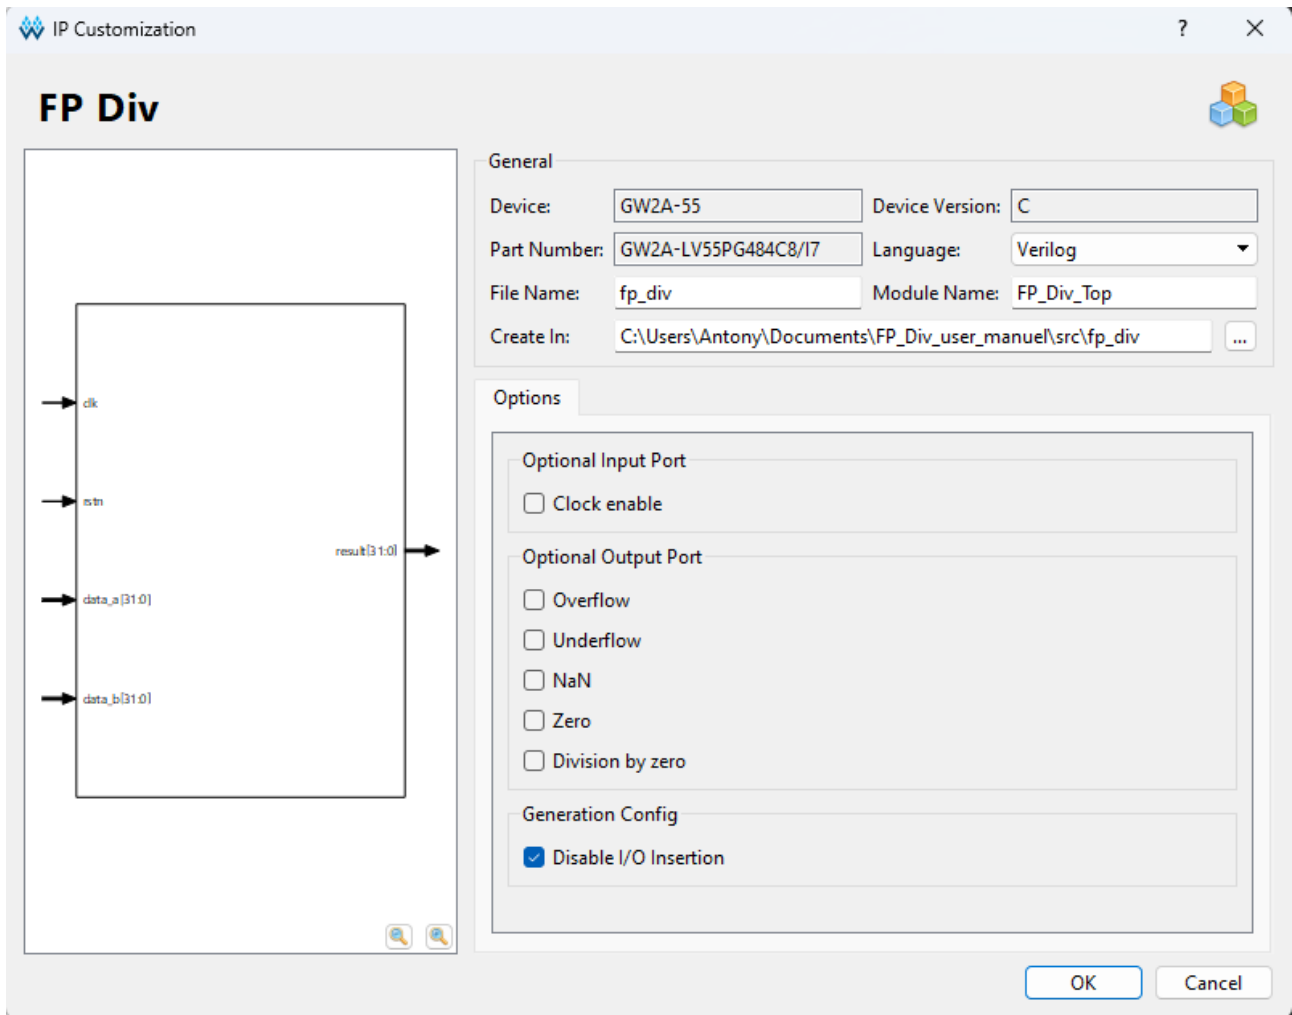 IP Customization
?
FP Div
General
Device: GW2A-55 Device Version: C
Part Number: GW2A-LV55PG484C8/I7 Language: Verilog
File Name: fp_div Module Name: FP_Div_Top
Create In: C:\Users\Antony\Documents\FP_Div_user_manuel\src\fp_div ...
clk
rstn
result[31:0]
data_a[31:0]
data_b[31:0]
Options
Optional Input Port
Clock enable
Optional Output Port
Overflow
Underflow
NaN
Zero
Division by zero
Generation Config
Disable I/O Insertion
OK Cancel